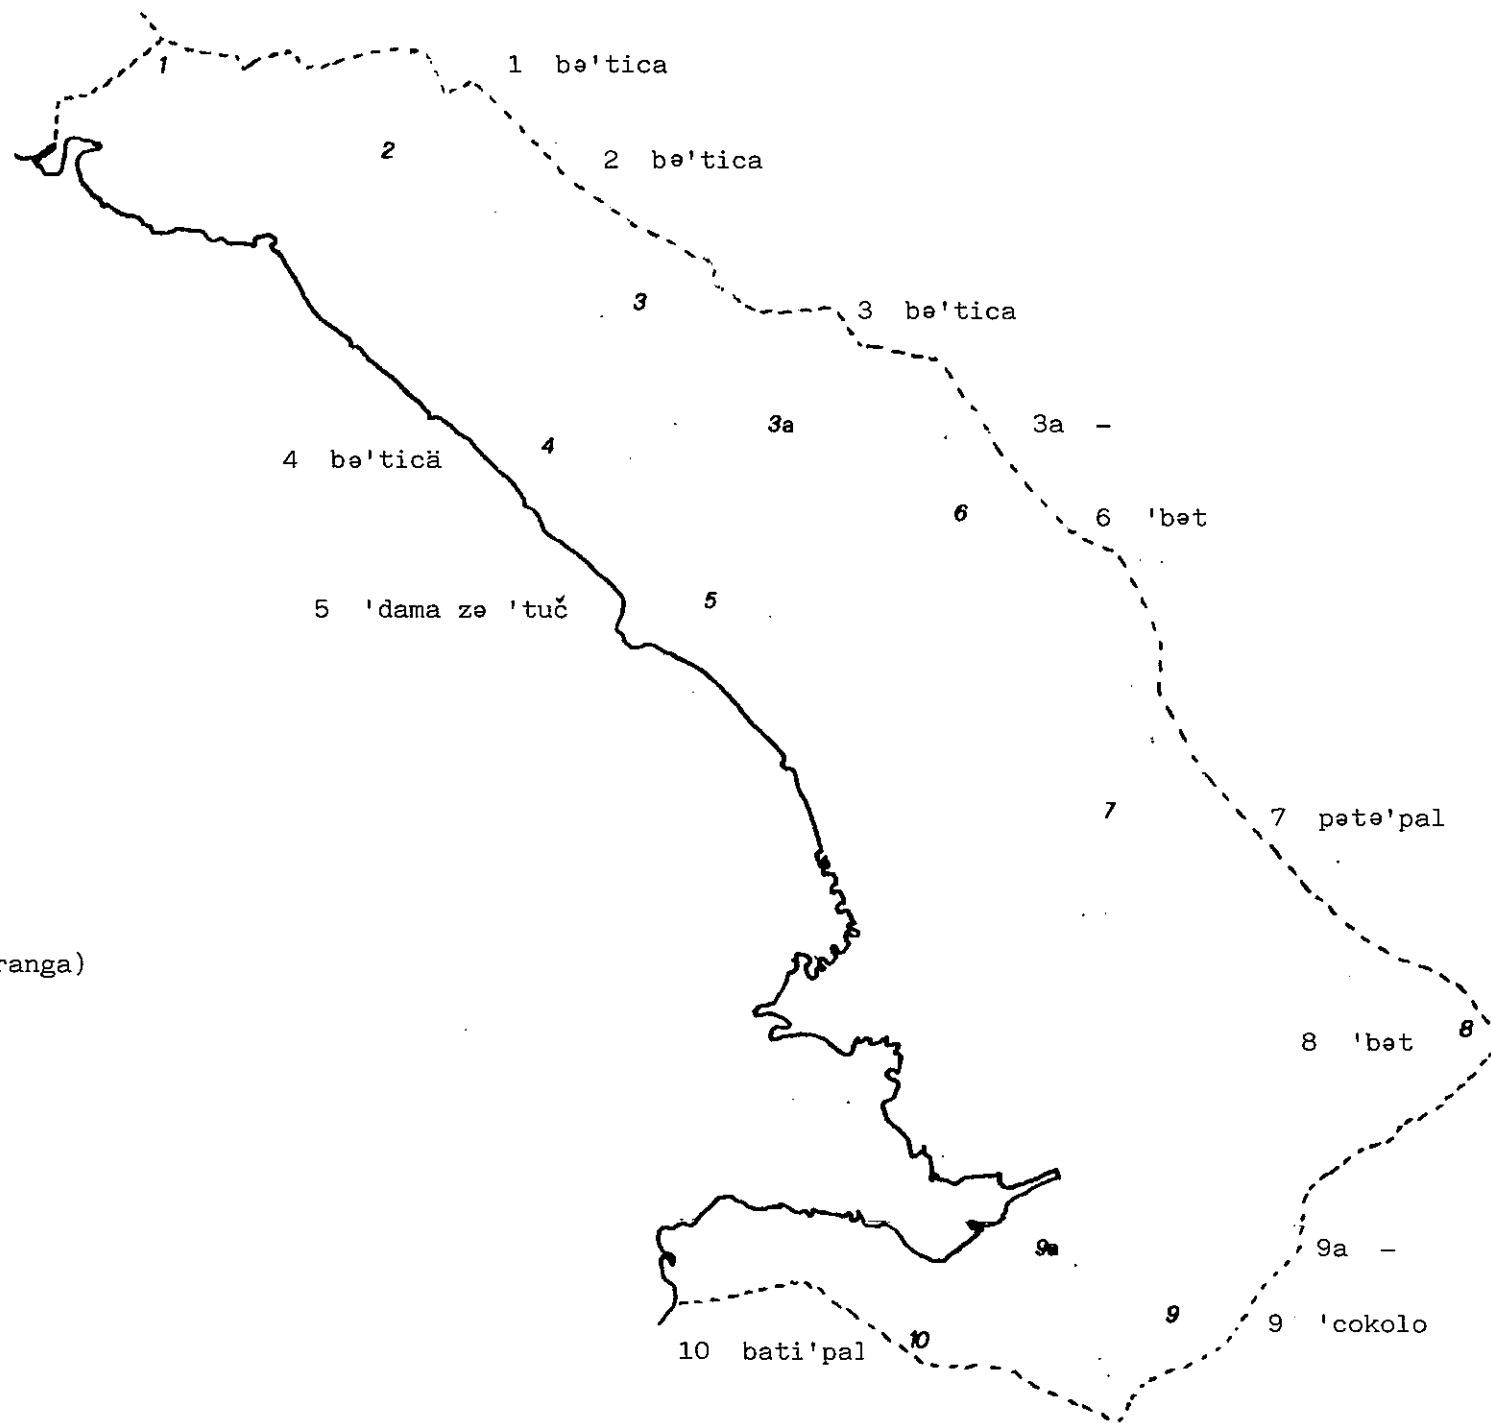 1
1 bə'tica
2
2 bə'tica
3
3 bə'tica
3a
3a –
4
4 bə'ticä
6
6 'bət
5
5 'dama zə 'tuč
7
7 pətə'pal
ranga)
8
8 'bət
9a
9a –
9
9 'cokolo
10
10 bati'pal